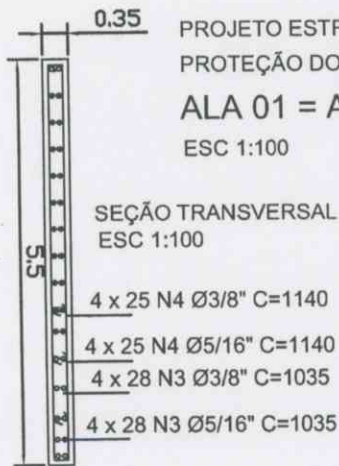 0.35
PROJETO ESTR
PROTEÇÃO DO
ALA 01 = A
ESC 1:100
SEÇÃO TRANSVERSAL
ESC 1:100
5.5
4 x 25 N4 Ø3/8" C=1140
4 x 25 N4 Ø5/16" C=1140
4 x 28 N3 Ø3/8" C=1035
4 x 28 N3 Ø5/16" C=1035